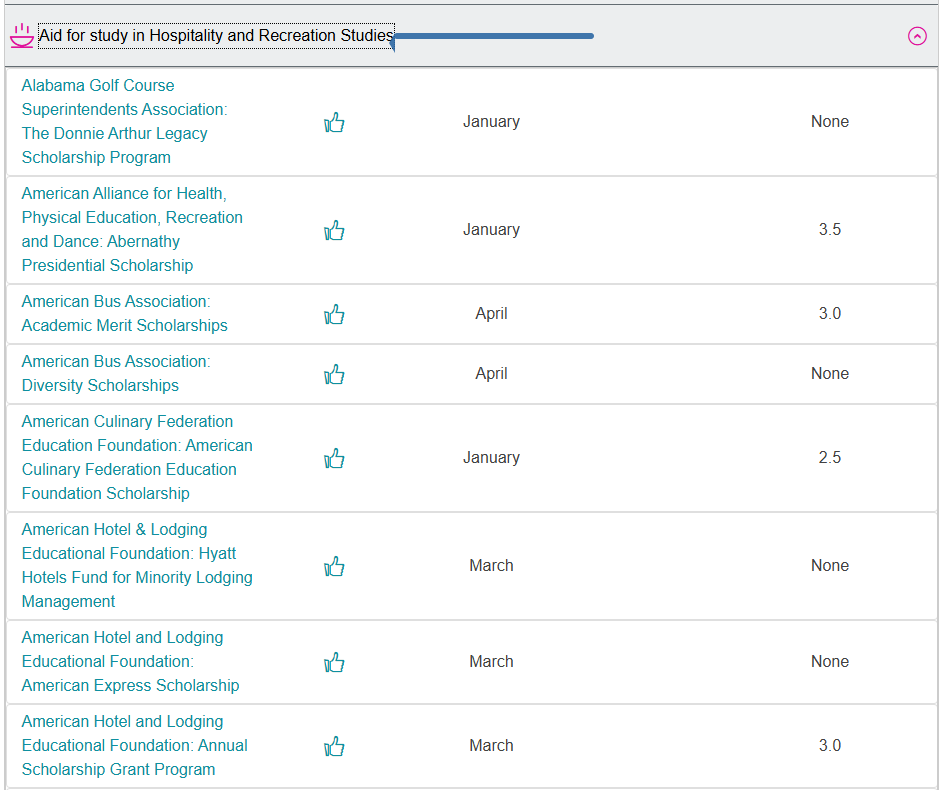 Aid for study in Hospitality and Recreation Studies
Alabama Golf Course
Superintendents Association:
The Donnie Arthur Legacy
Scholarship Program
January
None
American Alliance for Health,
Physical Education, Recreation
and Dance: Abernathy
Presidential Scholarship
January
3.5
American Bus Association:
Academic Merit Scholarships
April
3.0
American Bus Association:
Diversity Scholarships
April
None
American Culinary Federation
Education Foundation: American
Culinary Federation Education
Foundation Scholarship
January
2.5
American Hotel & Lodging
Educational Foundation: Hyatt
Hotels Fund for Minority Lodging
Management
March
None
American Hotel and Lodging
Educational Foundation:
American Express Scholarship
March
None
American Hotel and Lodging
Educational Foundation: Annual
Scholarship Grant Program
March
3.0